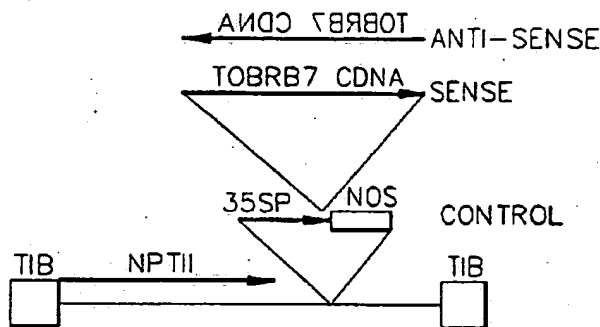 TOBRB7 CDNA
ANTI-SENSE
TOBRB7 CDNA
SENSE
35SP
NOS
CONTROL
TIB
NPTII
TIB